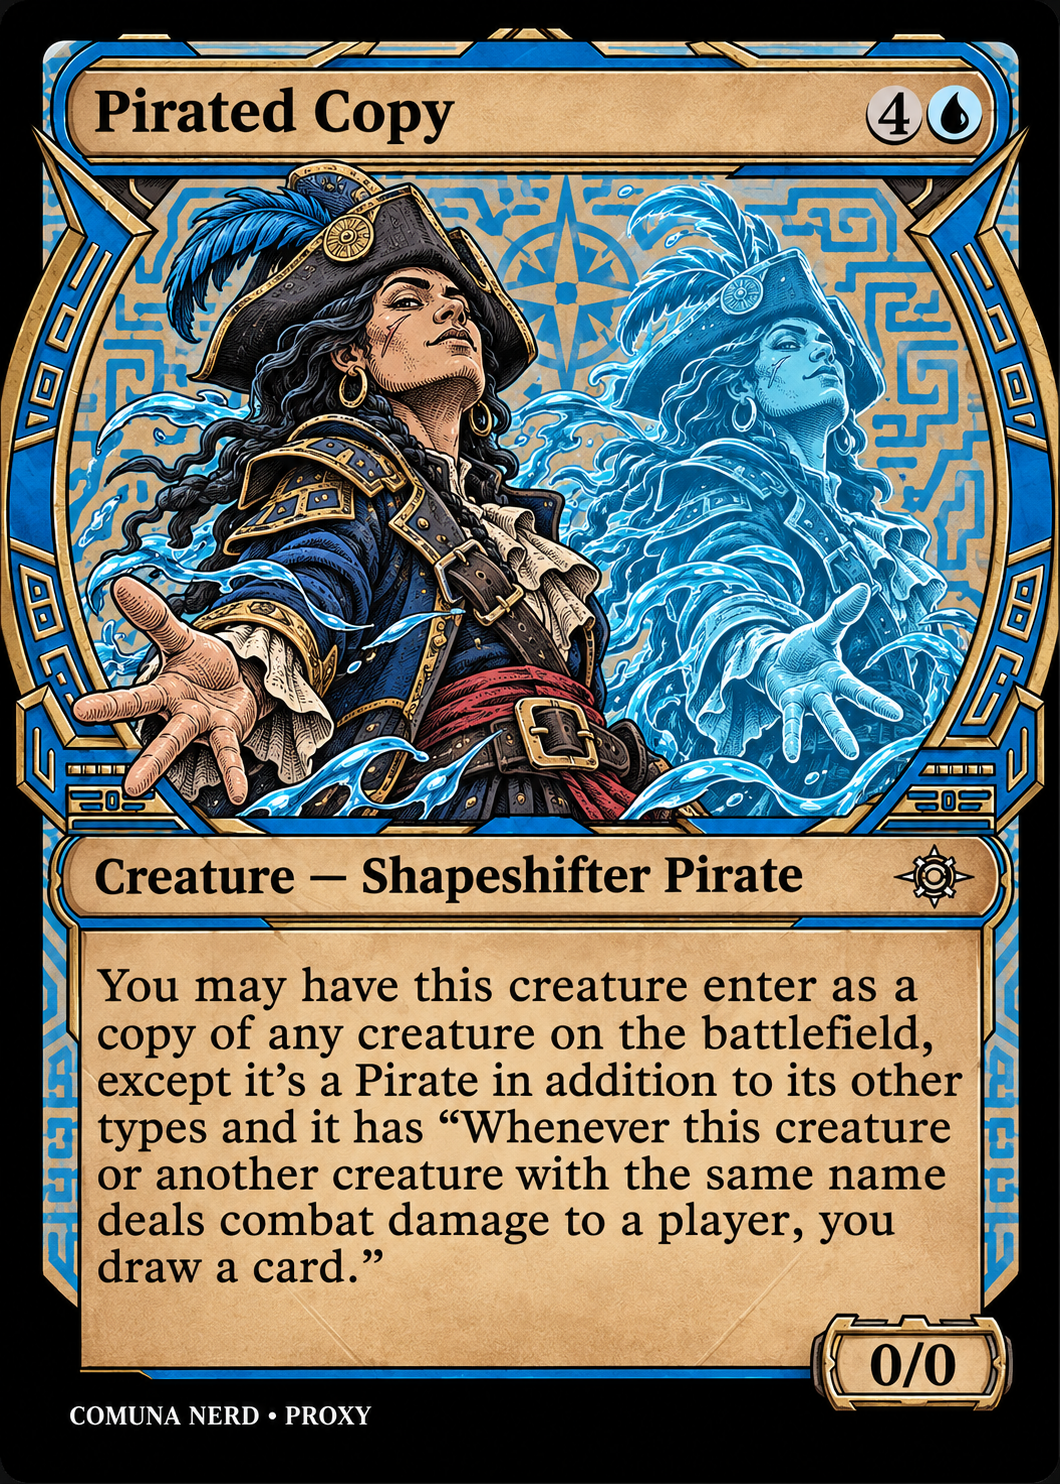 Pirated Copy
4
Creature — Shapeshifter Pirate
You may have this creature enter as a
copy of any creature on the battlefield,
except it’s a Pirate in addition to its other
types and it has “Whenever this creature
or another creature with the same name
deals combat damage to a player, you
draw a card.”
0/0
COMUNA NERD • PROXY